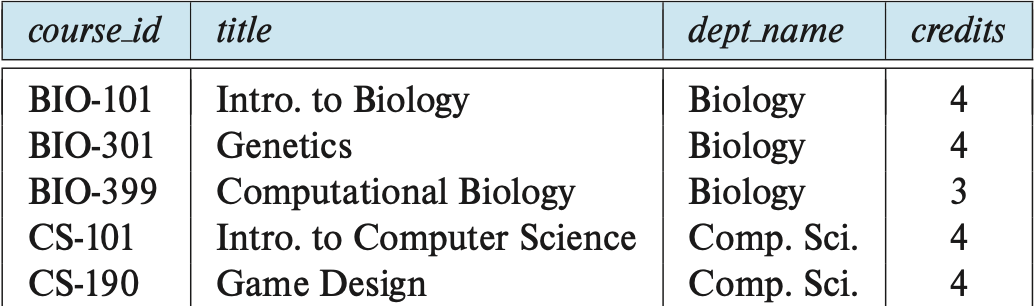 course_id title dept_name credits
BIO-101 Intro. to Biology Biology 4
BIO-301 Genetics Biology 4
BIO-399 Computational Biology Biology 3
CS-101 Intro. to Computer Science Comp. Sci. 4
CS-190 Game Design Comp. Sci. 4